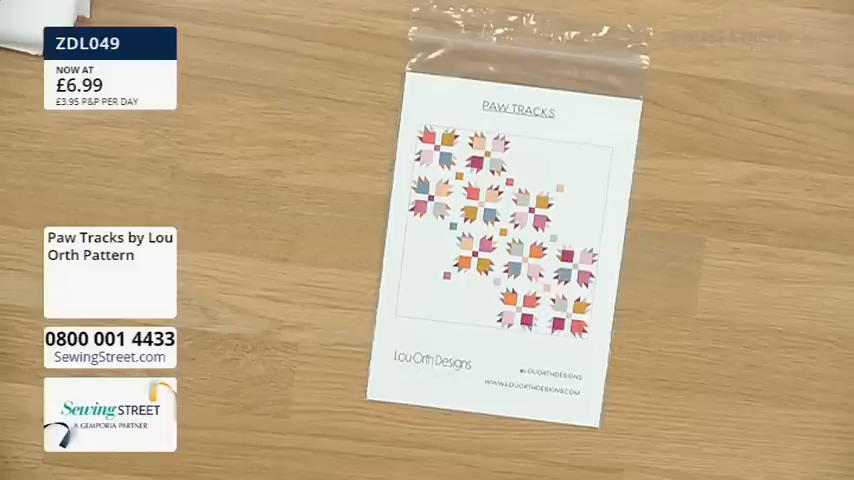 ZDL049
NOW AT
£6.99
£3.95 P&P PER DAY
Paw Tracks by Lou
Orth Pattern
0800 001 4433
SewingStreet.com
Sewing STREET
A GEMPORIA PARTNER
PAW TRACKS
Lou Orth Designs
@LOUORTHDESIGNS
WWW.LOUORTHDESIGNS.COM